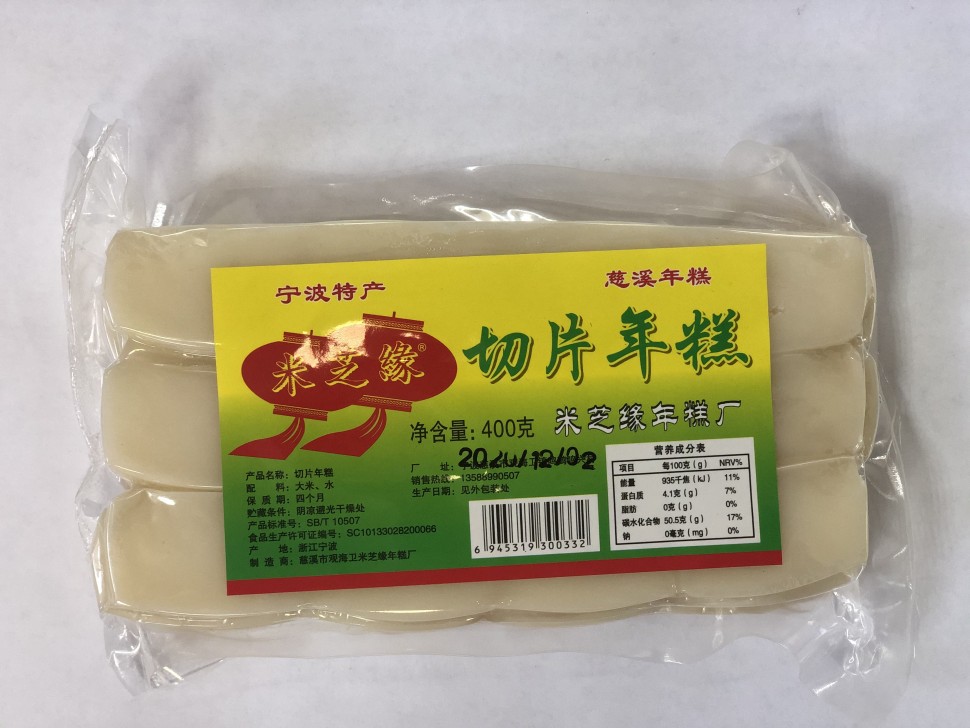 宁波特产
慈溪年糕
米芝缘®
切片年糕
米芝缘年糕厂
净含量: 400克
产品名称: 切片年糕
配 料: 大米、水
保 质 期: 四个月
贮藏条件: 阴凉避光干燥处
产品标准号: SB/T 10507
食品生产许可证编号: SC10133028200066
产 地: 浙江宁波
制 造 商: 慈溪市观海卫米芝缘年糕厂
厂 址:
销售热线: 13588990507
生产日期: 见外包装处
2020/12/02
6 945319 300332
营养成分表
项目 每100克(g) NRV%
能量 935千焦(kJ) 11%
蛋白质 4.1克(g) 7%
脂肪 0克(g) 0%
碳水化合物 50.5克(g) 17%
钠 0毫克(mg) 0%